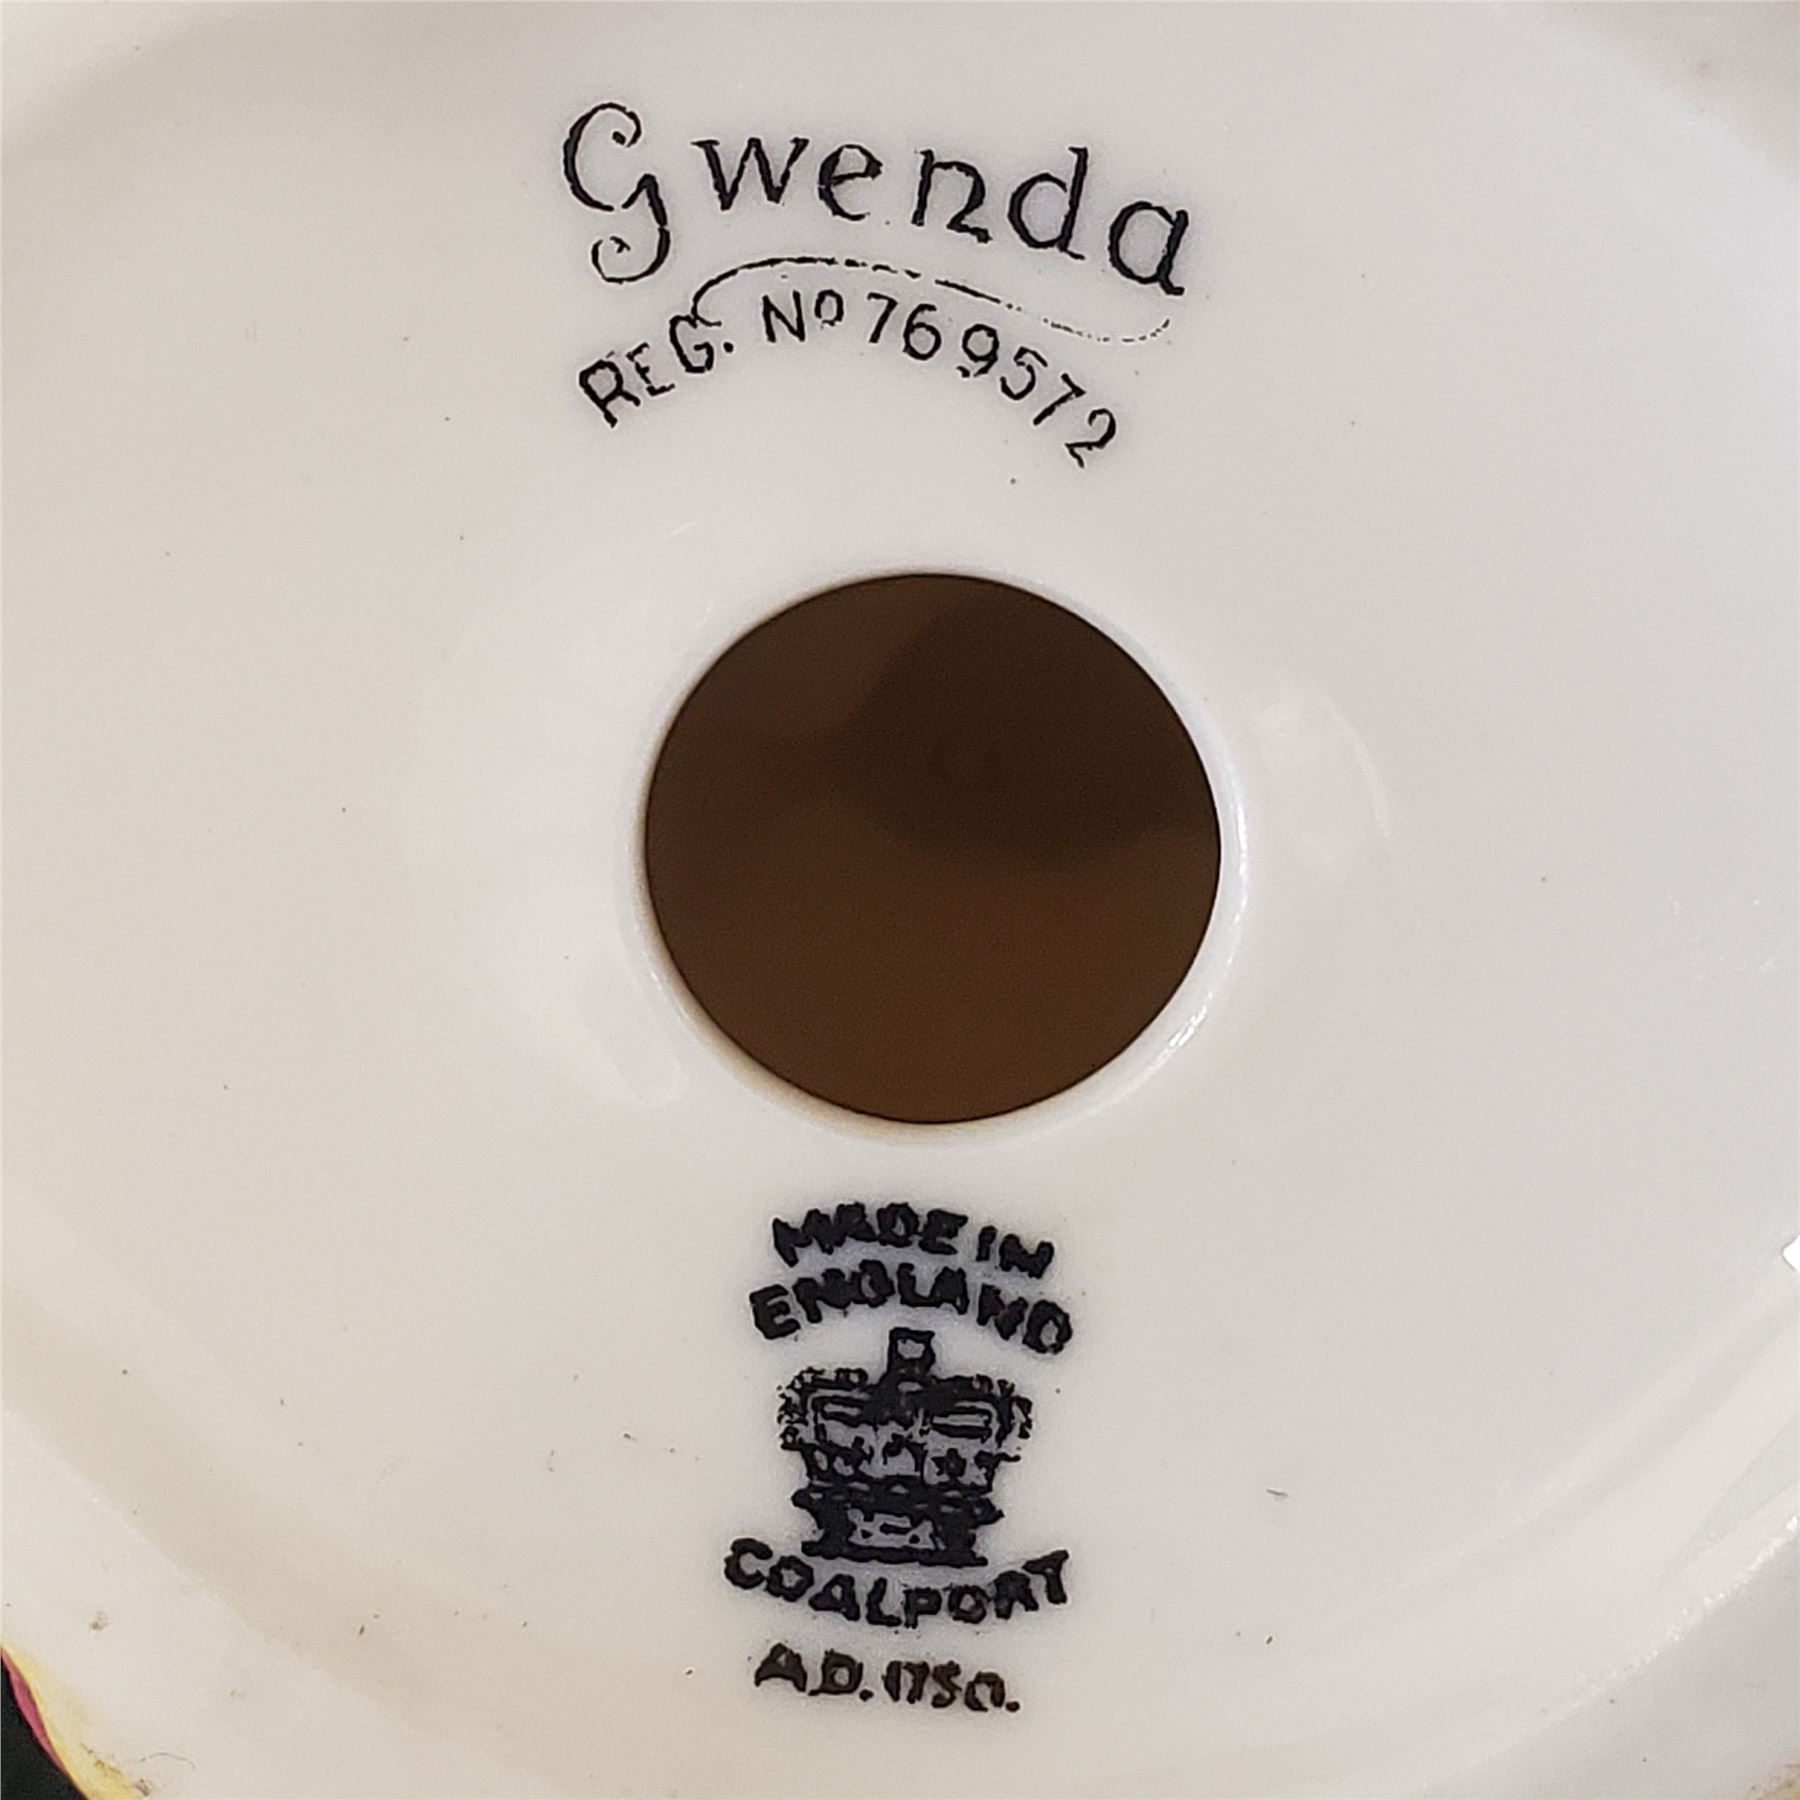 Gwenda
REG. No 769572
MADE IN
ENGLAND
COALPORT
A.D. 1750.